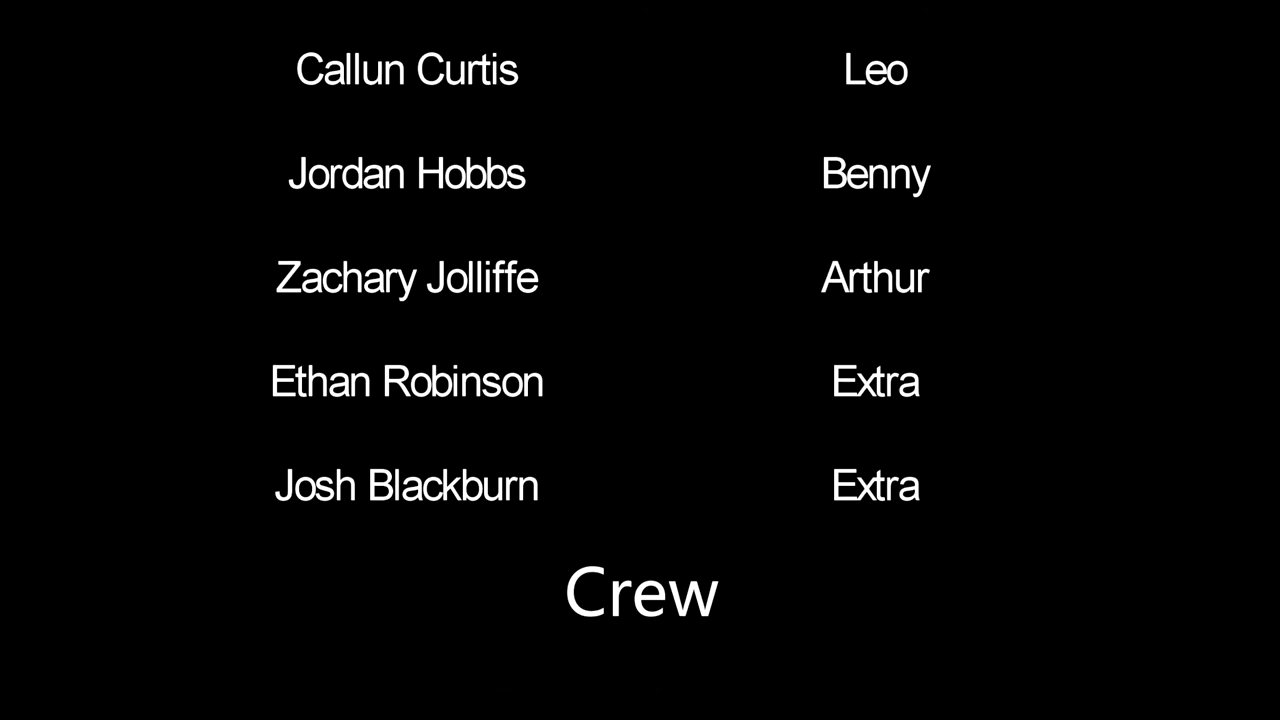 Callun Curtis Leo
Jordan Hobbs Benny
Zachary Jolliffe Arthur
Ethan Robinson Extra
Josh Blackburn Extra
Crew